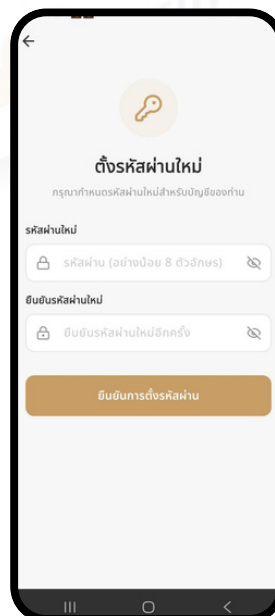 ตั้งรหัสผ่านใหม่
กรุณากำหนดรหัสผ่านใหม่สำหรับบัญชีของท่าน
รหัสผ่านใหม่
รหัสผ่าน (อย่างน้อย 8 ตัวอักษร)
ยืนยันรหัสผ่านใหม่
ยืนยันรหัสผ่านใหม่อีกครั้ง
ยืนยันการตั้งรหัสผ่าน